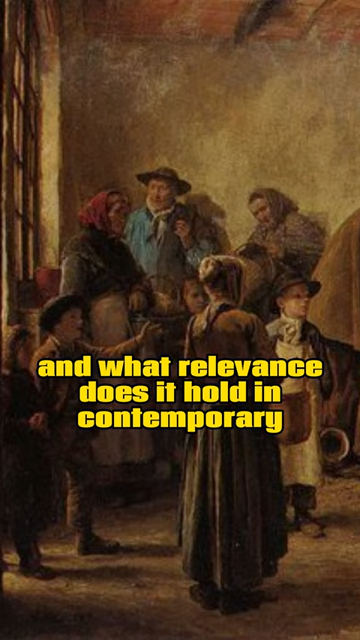 and what relevance
does it hold in
contemporary